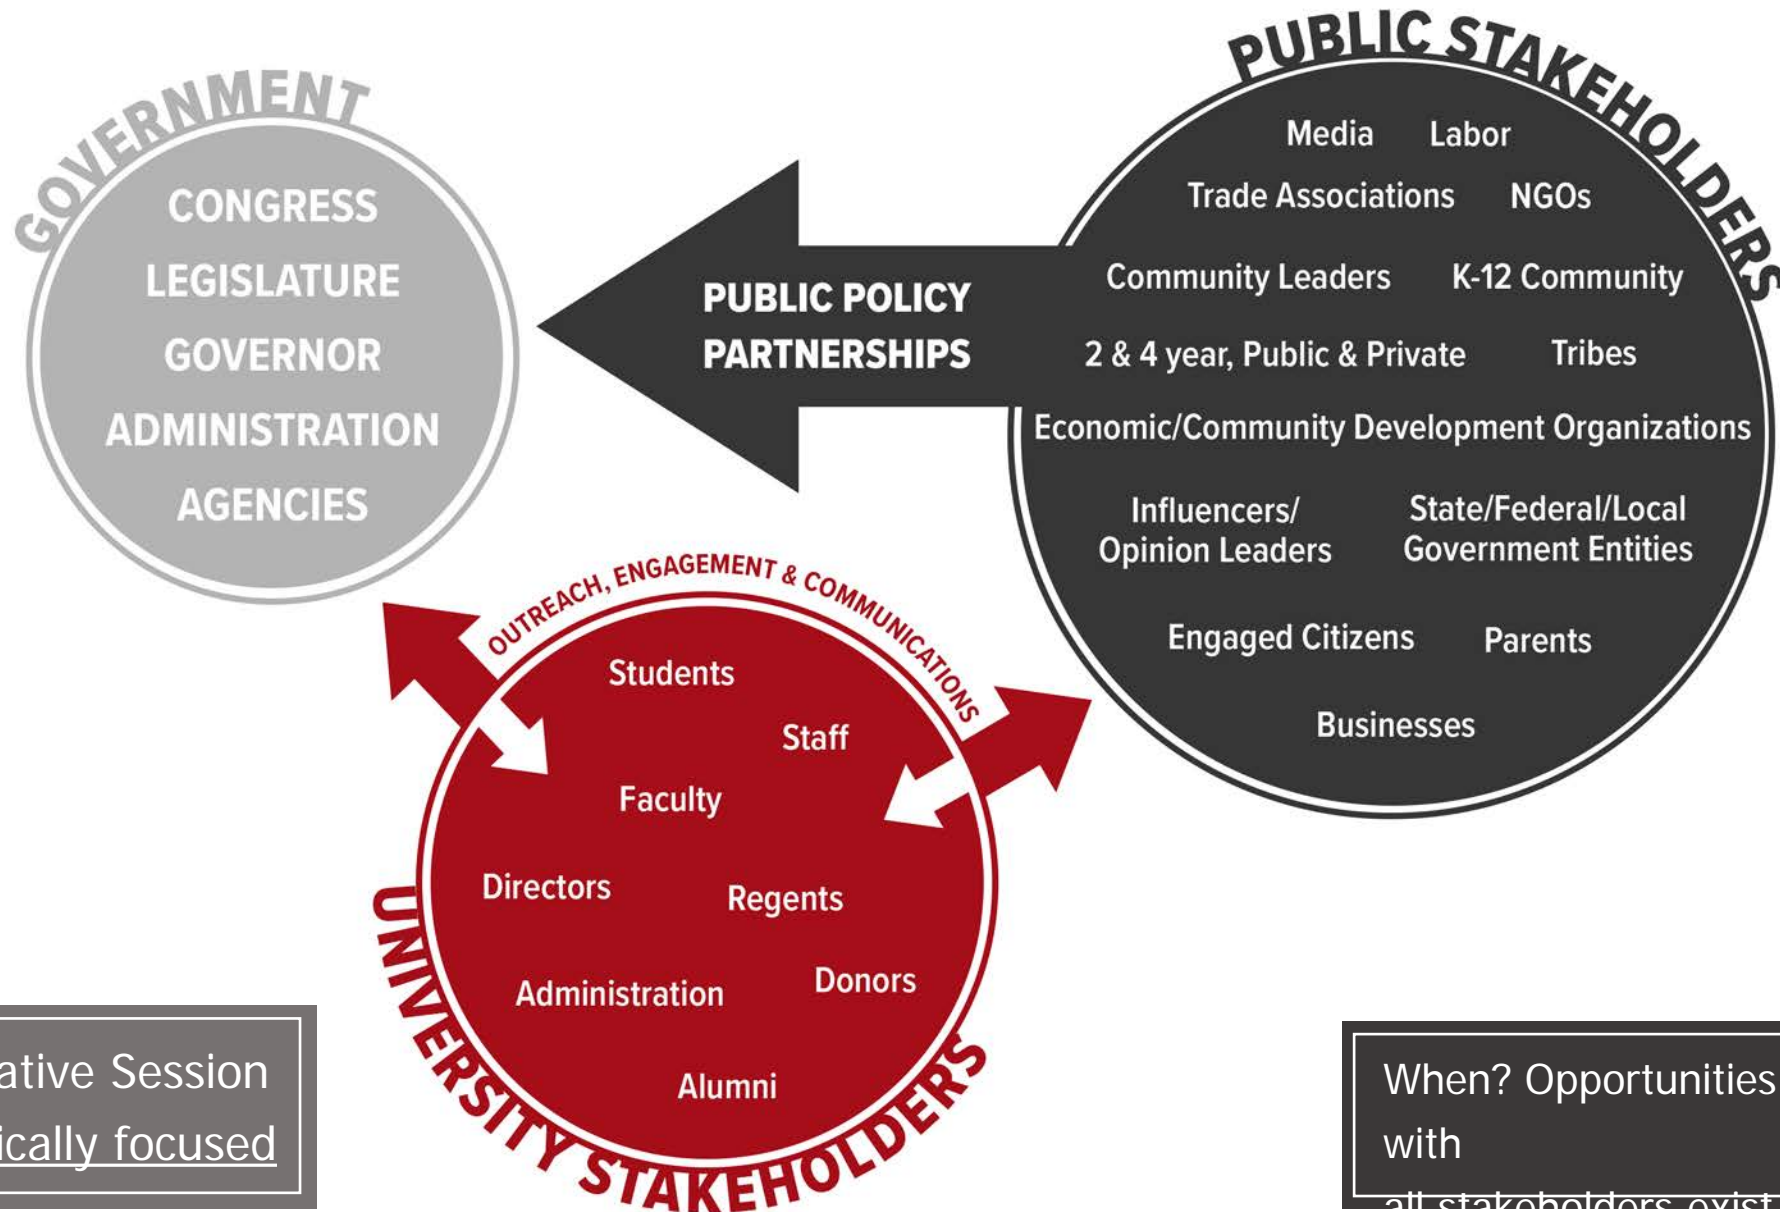 GOVERNMENT
CONGRESS
LEGISLATURE
GOVERNOR
ADMINISTRATION
AGENCIES
PUBLIC POLICY
PARTNERSHIPS
PUBLIC STAKEHOLDERS
Media Labor
Trade Associations NGOs
Community Leaders K-12 Community
2 & 4 year, Public & Private Tribes
Economic/Community Development Organizations
Influencers/ State/Federal/Local
Opinion Leaders Government Entities
Engaged Citizens Parents
Businesses
OUTREACH, ENGAGEMENT & COMMUNICATIONS
Students
Staff
Faculty
Directors Regents
Administration Donors
Alumni
UNIVERSITY STAKEHOLDERS
ative Session
ically focused
When? Opportunities
with
all stakeholders exist